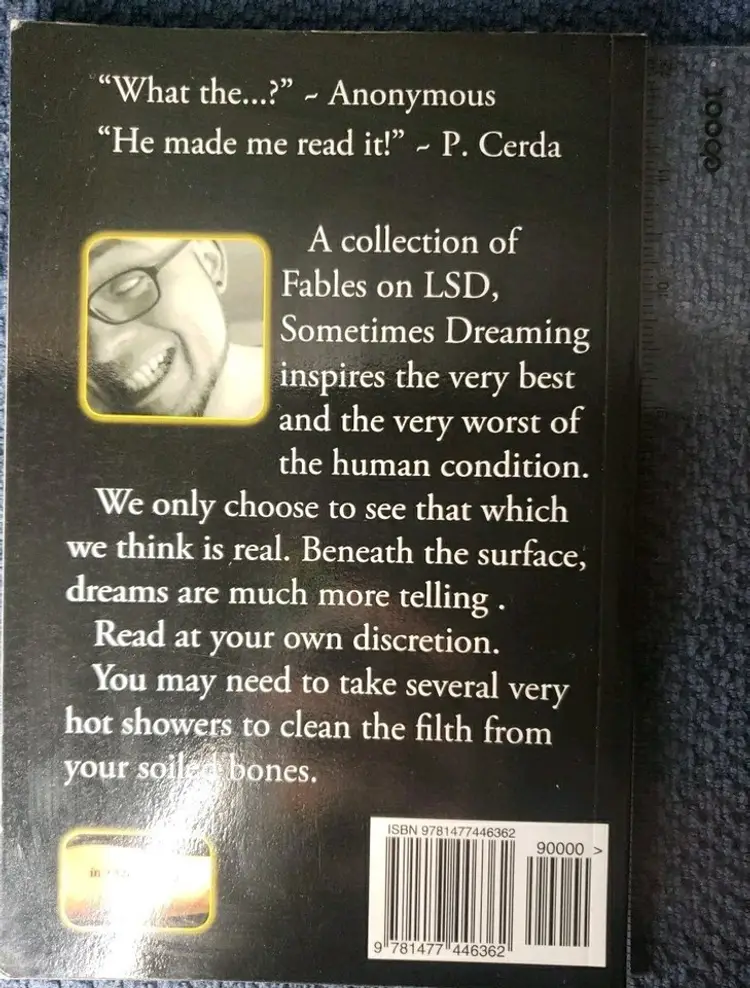 “What the...?” ~ Anonymous
“He made me read it!” ~ P. Cerda
A collection of
Fables on LSD,
Sometimes Dreaming
inspires the very best
and the very worst of
the human condition.
We only choose to see that which
we think is real. Beneath the surface,
dreams are much more telling .
Read at your own discretion.
You may need to take several very
hot showers to clean the filth from
your soiled bones.
in
ISBN 9781477446362
90000 >
9 781477 446362